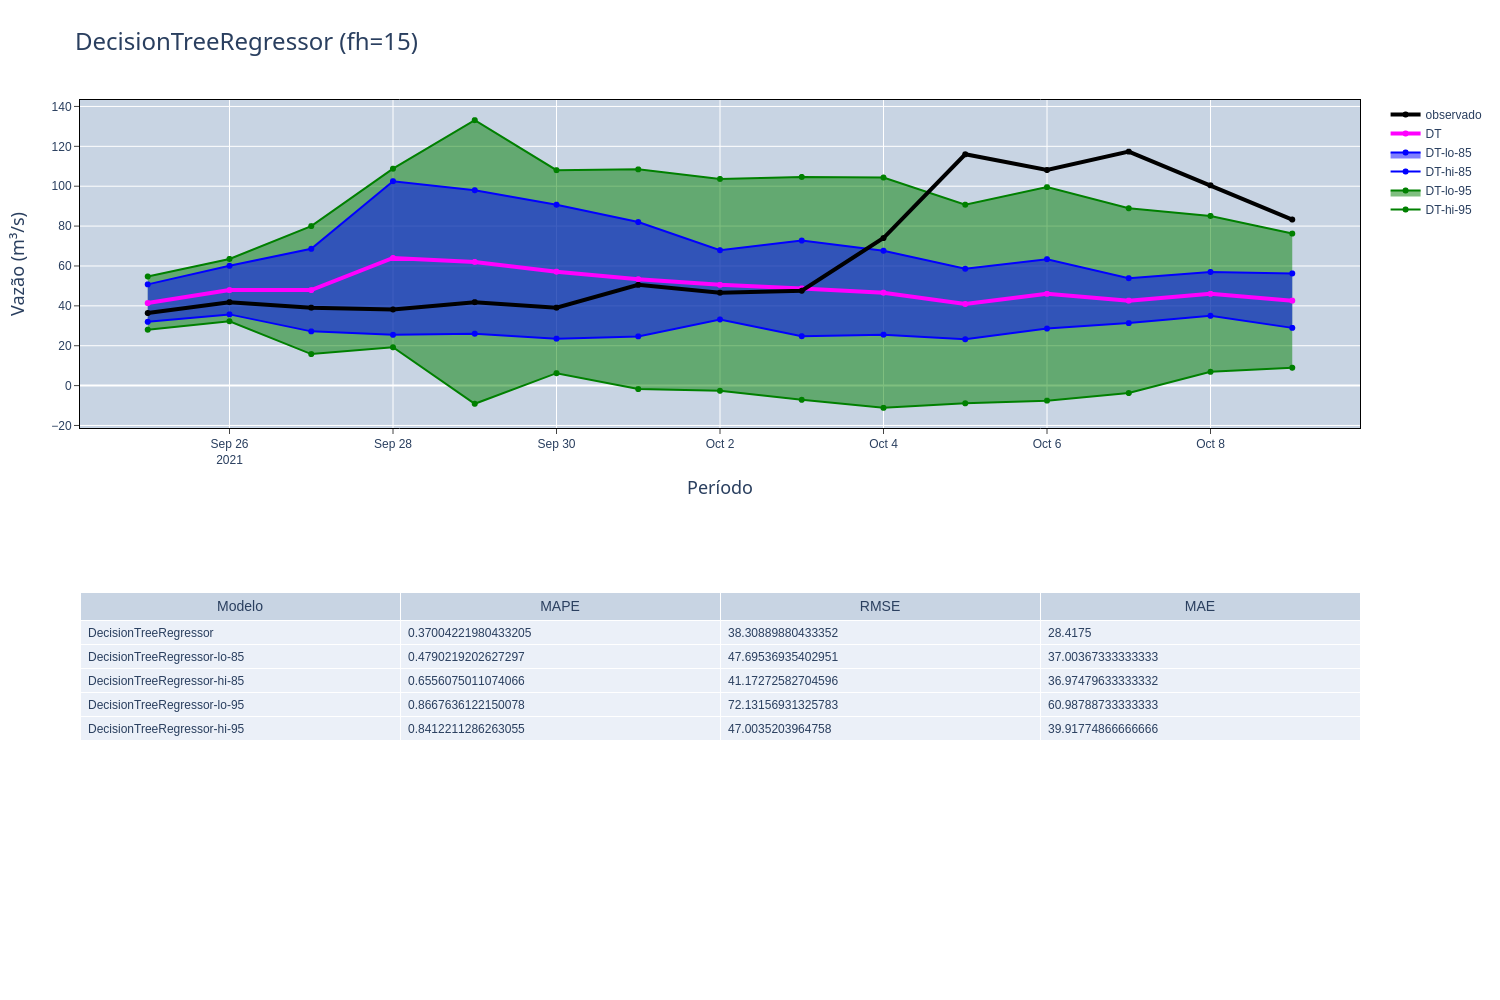 DecisionTreeRegressor (fh=15)
140
120
100
80
60
40
20
0
−20
Vazão (m³/s)
Sep 26 Sep 28 Sep 30 Oct 2 Oct 4 Oct 6 Oct 8
2021
Período
observado
DT
DT-lo-85
DT-hi-85
DT-lo-95
DT-hi-95
Modelo MAPE RMSE MAE
DecisionTreeRegressor 0.37004221980433205 38.30889880433352 28.4175
DecisionTreeRegressor-lo-85 0.4790219202627297 47.69536935402951 37.00367333333333
DecisionTreeRegressor-hi-85 0.6556075011074066 41.17272582704596 36.97479633333332
DecisionTreeRegressor-lo-95 0.8667636122150078 72.13156931325783 60.98788733333333
DecisionTreeRegressor-hi-95 0.8412211286263055 47.0035203964758 39.91774866666666